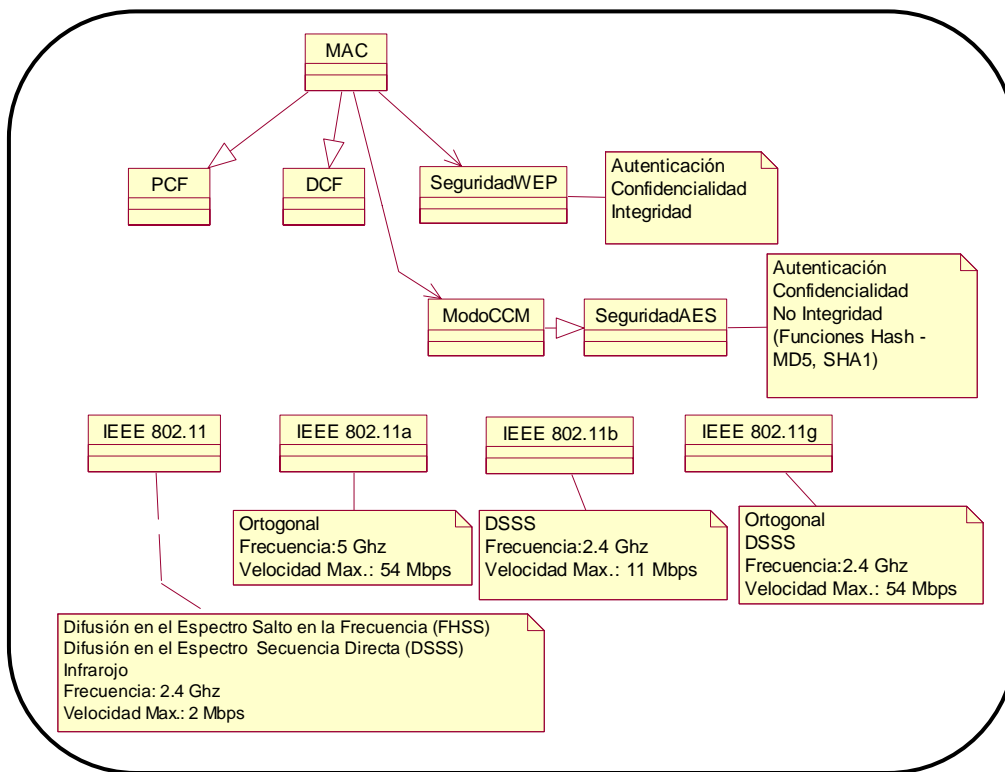 MAC
PCF
DCF
SeguridadWEP
Autenticación
Confidencialidad
Integridad
ModoCCM
SeguridadAES
Autenticación
Confidencialidad
No Integridad
(Funciones Hash -
MD5, SHA1)
IEEE 802.11
IEEE 802.11a
IEEE 802.11b
IEEE 802.11g
Ortogonal
Frecuencia:5 Ghz
Velocidad Max.: 54 Mbps
DSSS
Frecuencia:2.4 Ghz
Velocidad Max.: 11 Mbps
Ortogonal
DSSS
Frecuencia:2.4 Ghz
Velocidad Max.: 54 Mbps
Difusión en el Espectro Salto en la Frecuencia (FHSS)
Difusión en el Espectro Secuencia Directa (DSSS)
Infrarojo
Frecuencia: 2.4 Ghz
Velocidad Max.: 2 Mbps